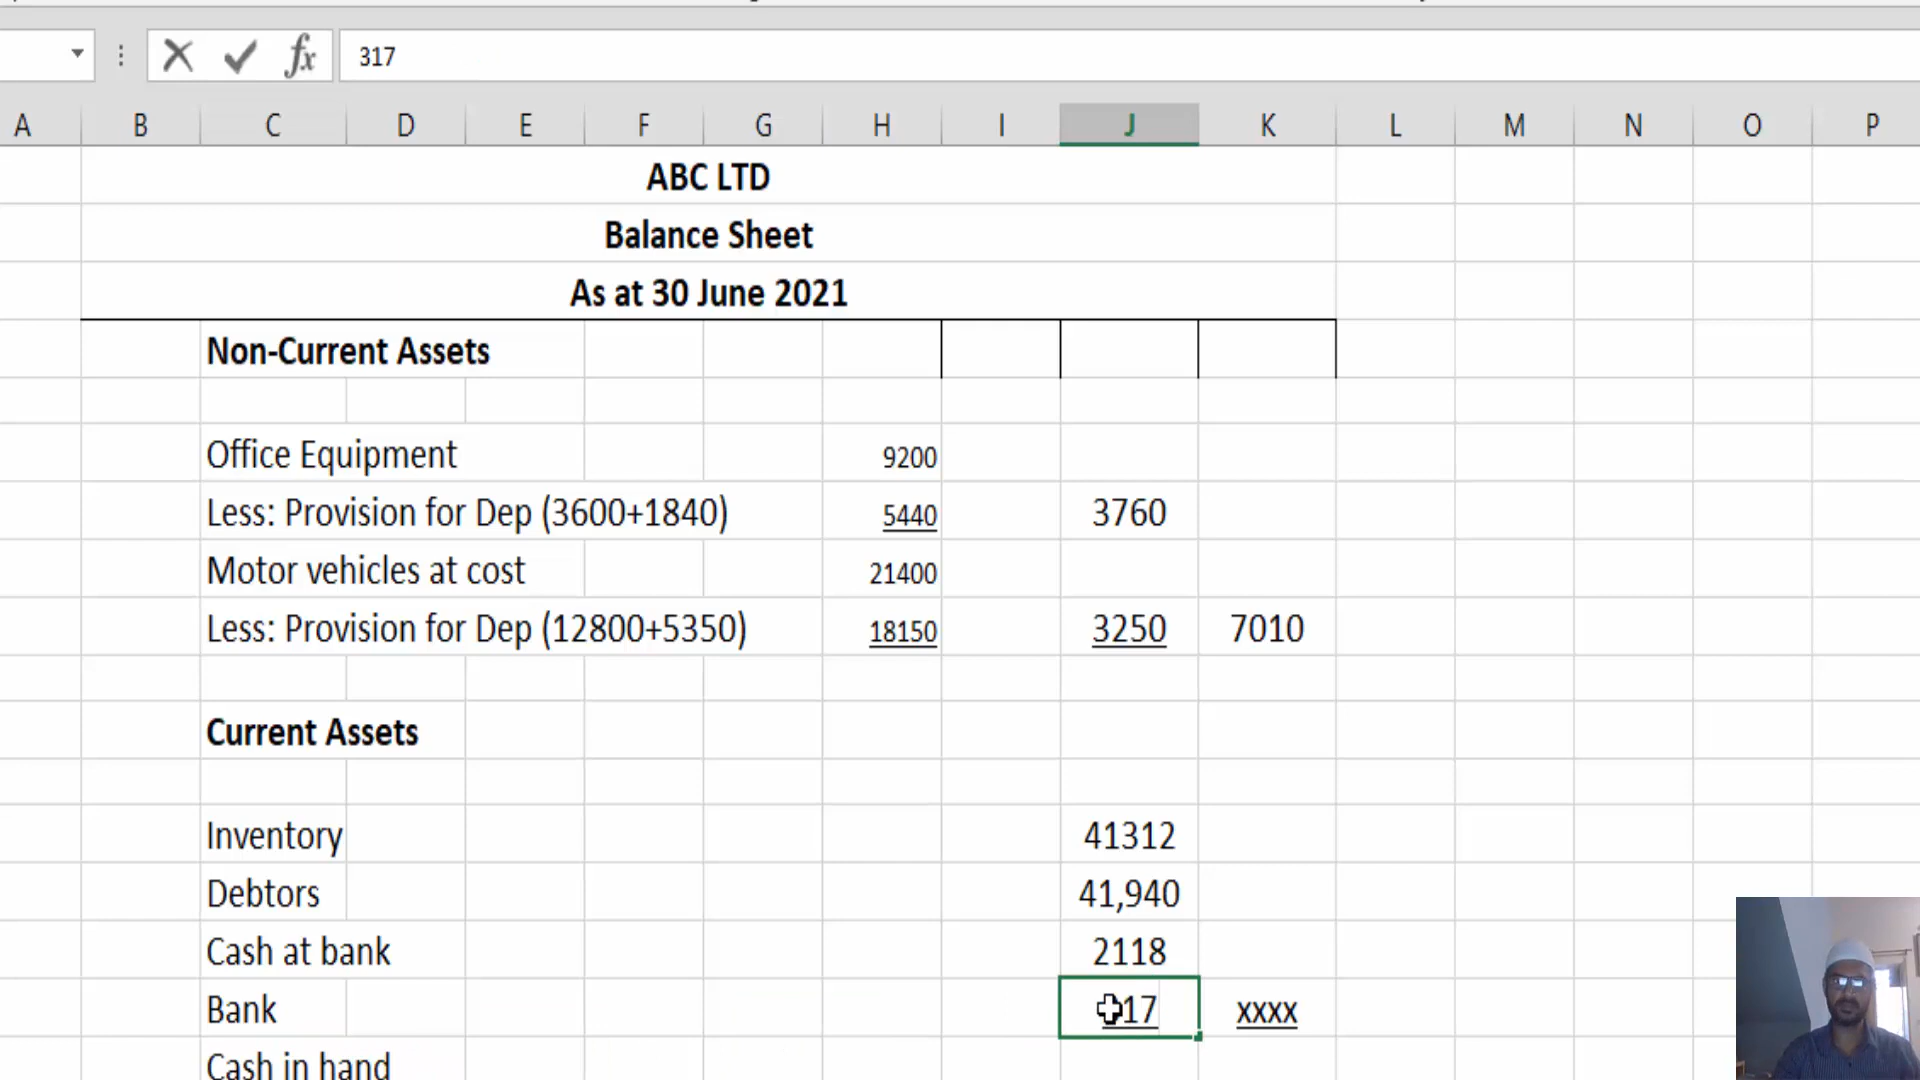 fx 317
A B C D E F G H I J K L M N O P
ABC LTD
Balance Sheet
As at 30 June 2021
Non-Current Assets
Office Equipment 9200
Less: Provision for Dep (3600+1840) 5440 3760
Motor vehicles at cost 21400
Less: Provision for Dep (12800+5350) 18150 3250 7010
Current Assets
Inventory 41312
Debtors 41,940
Cash at bank 2118
Bank 317 xxxx
Cash in hand